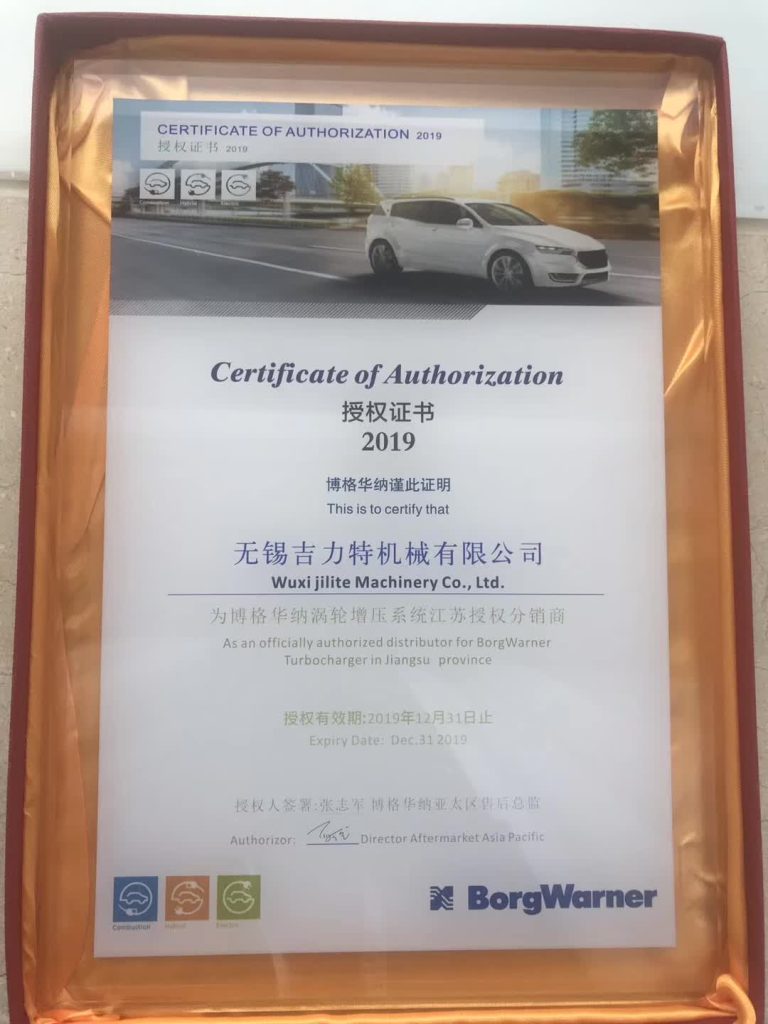 CERTIFICATE OF AUTHORIZATION 2019
授权证书 2019
Combustion Hybrid Electric
Certificate of Authorization
授权证书
2019
博格华纳谨此证明
This is to certify that
无锡吉力特机械有限公司
Wuxi jilite Machinery Co., Ltd.
为博格华纳涡轮增压系统江苏授权分销商
As an officially authorized distributor for BorgWarner
Turbocharger in Jiangsu province
授权有效期:2019年12月31日止
Expiry Date: Dec.31 2019
授权人签署:张志军 博格华纳亚太区售后总监
Authorizor: Director Aftermarket Asia Pacific
Combustion Hybrid Electric
BorgWarner